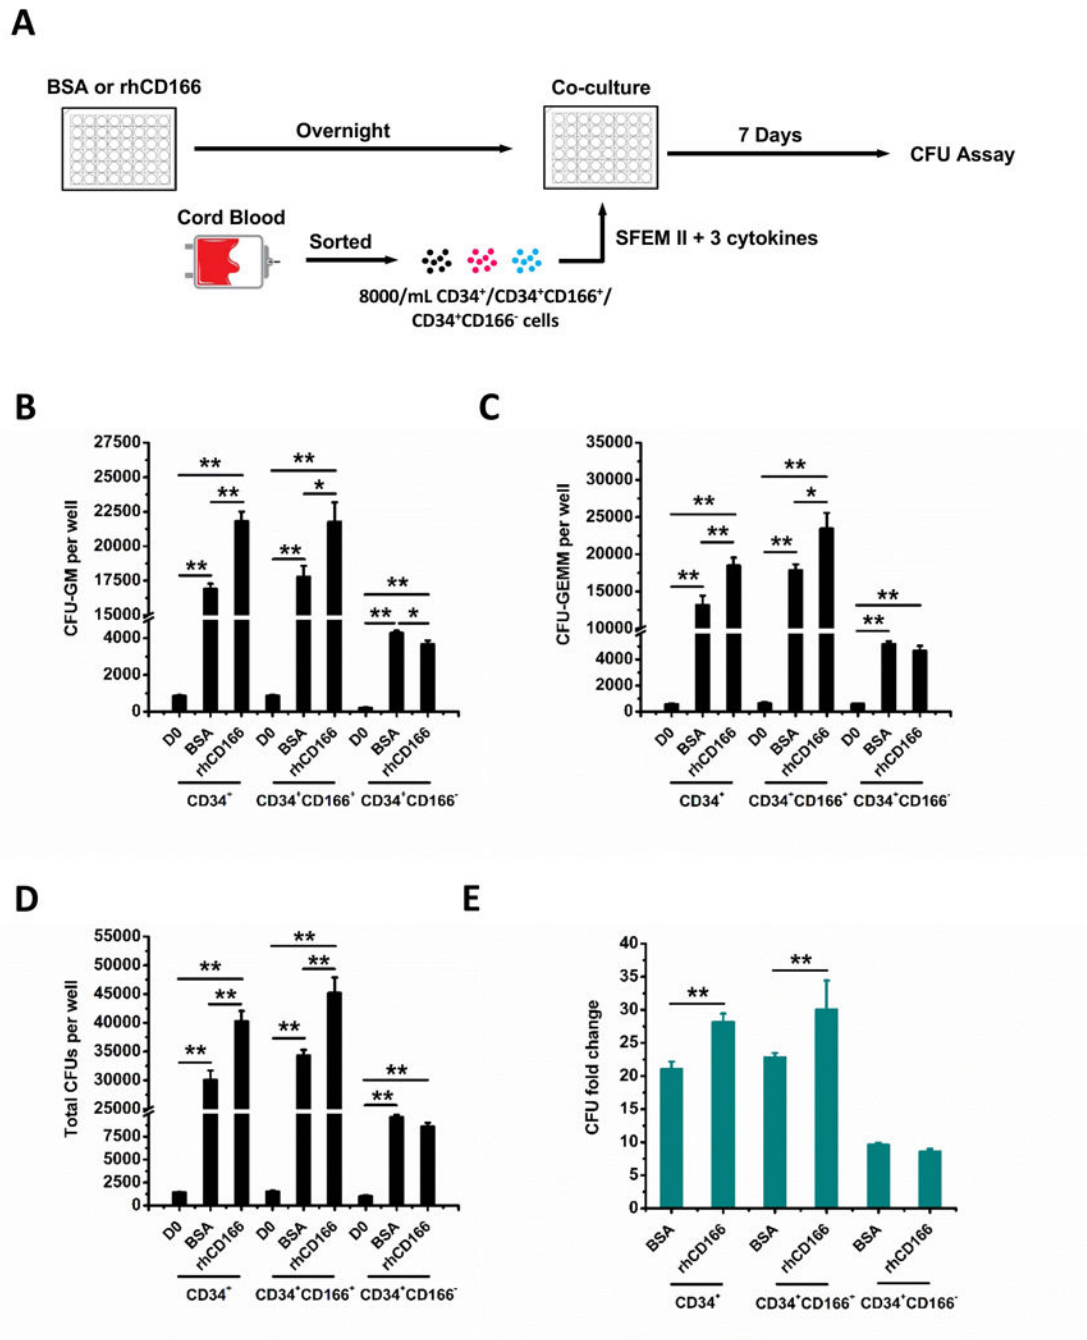 A
BSA or rhCD166
Overnight
Co-culture
7 Days
CFU Assay
Cord Blood
Sorted
SFEM II + 3 cytokines
8000/mL CD34⁺/CD34⁺CD166⁺/
CD34⁺CD166⁻ cells
B
CFU-GM per well
27500
25000
22500
20000
17500
15000
4000
2000
0
** ** **
** * **
** * **
D0 BSA rhCD166 D0 BSA rhCD166 D0 BSA rhCD166
CD34⁺ CD34⁺CD166⁺ CD34⁺CD166⁻
C
CFU-GEMM per well
35000
30000
25000
20000
15000
10000
4000
2000
0
** ** **
** * **
** **
D0 BSA rhCD166 D0 BSA rhCD166 D0 BSA rhCD166
CD34⁺ CD34⁺CD166⁺ CD34⁺CD166⁻
D
Total CFUs per well
55000
50000
45000
40000
35000
30000
25000
7500
5000
2500
0
** ** **
** ** **
** **
D0 BSA rhCD166 D0 BSA rhCD166 D0 BSA rhCD166
CD34⁺ CD34⁺CD166⁺ CD34⁺CD166⁻
E
CFU fold change
40
35
30
25
20
15
10
5
0
** **
BSA rhCD166 BSA rhCD166 BSA rhCD166
CD34⁺ CD34⁺CD166⁺ CD34⁺CD166⁻